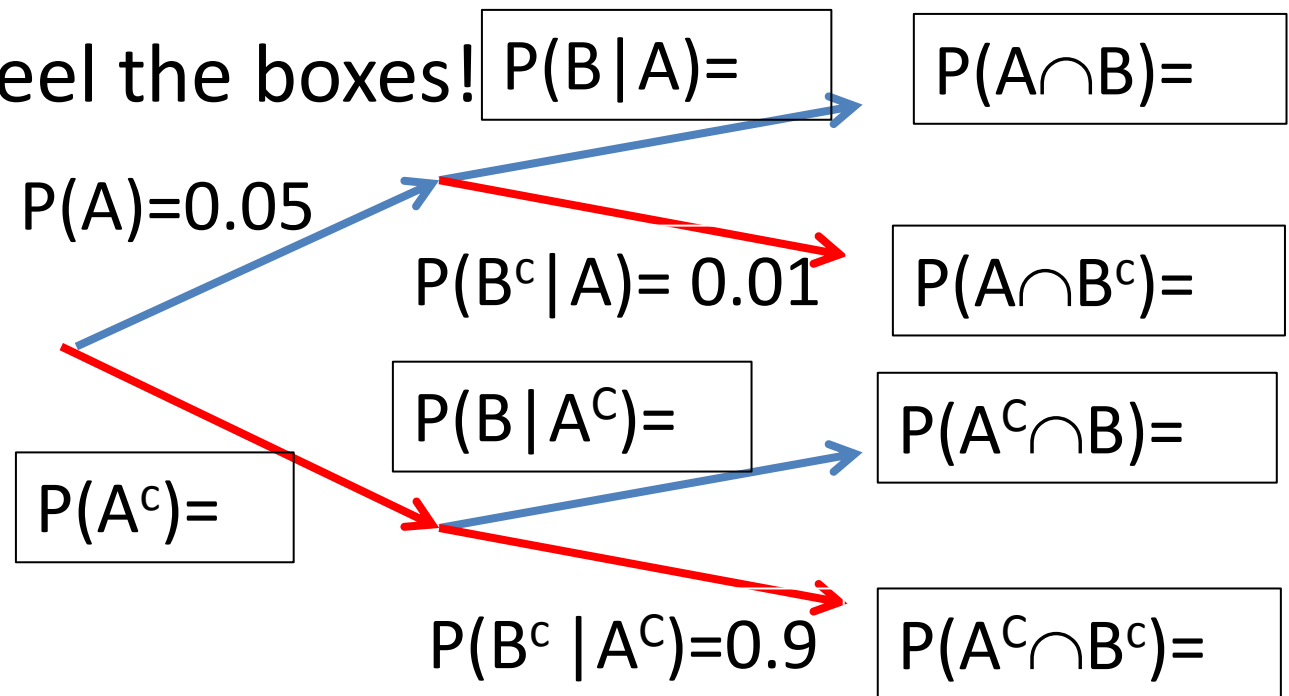 eel the boxes!
P(B|A)=
P(A∩B)=
P(A)=0.05
P(Bᶜ|A)= 0.01
P(A∩Bᶜ)=
P(B|Aᶜ)=
P(Aᶜ∩B)=
P(Aᶜ)=
P(Bᶜ |Aᶜ)=0.9
P(Aᶜ∩Bᶜ)=